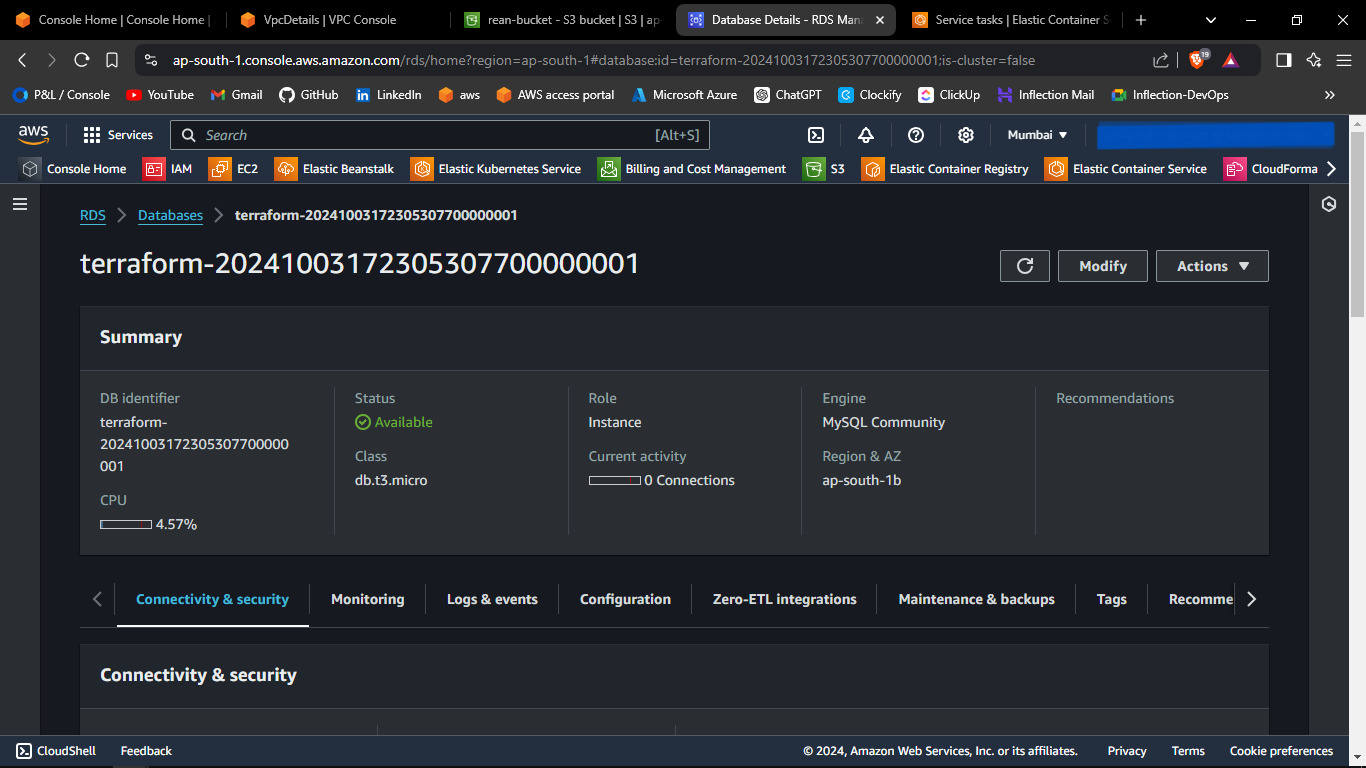 Console Home | Console Home |
VpcDetails | VPC Console
rean-bucket - S3 bucket | S3 | ap
Database Details - RDS Man
Service tasks | Elastic Container S
ap-south-1.console.aws.amazon.com/rds/home?region=ap-south-1#database:id=terraform-20241003172305307700000001;is-cluster=false
19
P&L / Console
YouTube
Gmail
GitHub
LinkedIn
aws
AWS access portal
Microsoft Azure
ChatGPT
Clockify
ClickUp
Inflection Mail
Inflection-DevOps
aws
Services
Search
[Alt+S]
Mumbai
Console Home
IAM
EC2
Elastic Beanstalk
Elastic Kubernetes Service
Billing and Cost Management
S3
Elastic Container Registry
Elastic Container Service
CloudForma
RDS
Databases
terraform-20241003172305307700000001
terraform-20241003172305307700000001
Modify
Actions
Summary
DB identifier
terraform-
20241003172305307700000
001
CPU
4.57%
Status
Available
Class
db.t3.micro
Role
Instance
Current activity
0 Connections
Engine
MySQL Community
Region & AZ
ap-south-1b
Recommendations
Connectivity & security
Monitoring
Logs & events
Configuration
Zero-ETL integrations
Maintenance & backups
Tags
Recomme
Connectivity & security
CloudShell
Feedback
© 2024, Amazon Web Services, Inc. or its affiliates.
Privacy
Terms
Cookie preferences